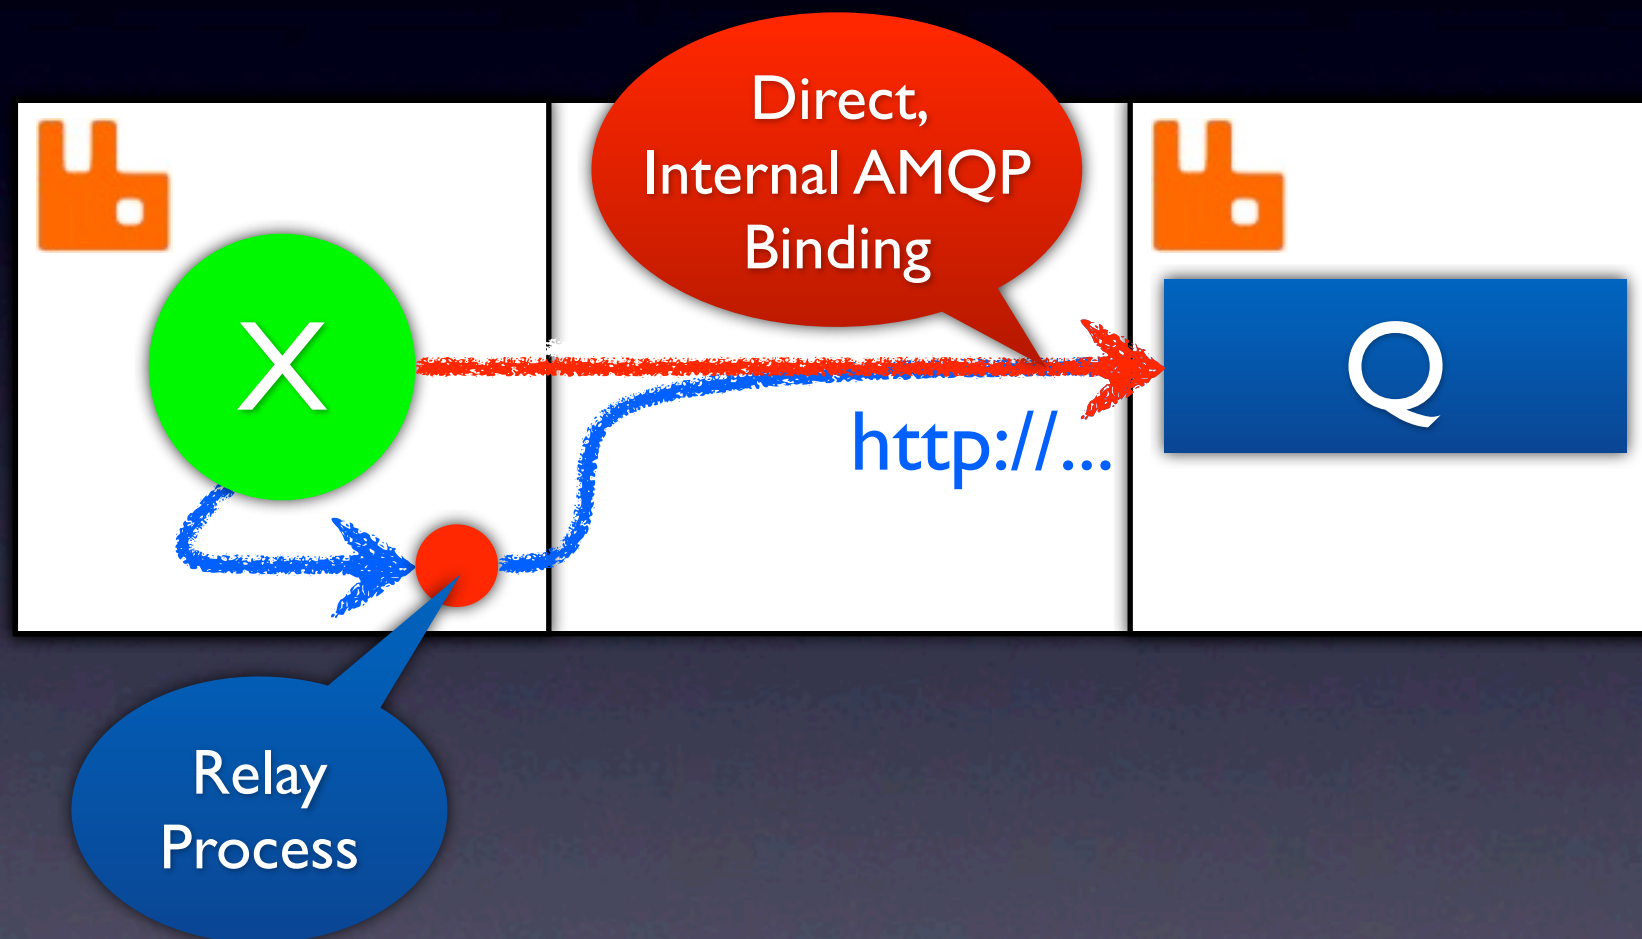 Direct,
Internal AMQP
Binding
X
Q
http://...
Relay
Process